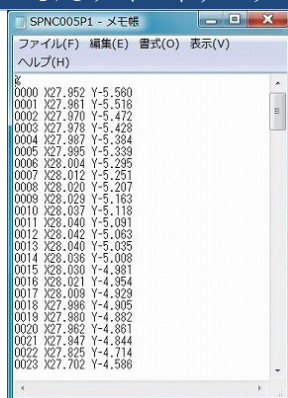 SPNC005P1 - メモ帳
ファイル(F) 編集(E) 書式(O) 表示(V)
ヘルプ(H)
%
0000 X27.952 Y-5.560
0001 X27.961 Y-5.516
0002 X27.970 Y-5.472
0003 X27.978 Y-5.428
0004 X27.987 Y-5.384
0005 X27.995 Y-5.339
0006 X28.004 Y-5.295
0007 X28.012 Y-5.251
0008 X28.020 Y-5.207
0009 X28.029 Y-5.163
0010 X28.037 Y-5.118
0011 X28.040 Y-5.091
0012 X28.042 Y-5.063
0013 X28.040 Y-5.035
0014 X28.036 Y-5.008
0015 X28.030 Y-4.981
0016 X28.021 Y-4.954
0017 X28.009 Y-4.929
0018 X27.996 Y-4.905
0019 X27.980 Y-4.882
0020 X27.962 Y-4.861
0021 X27.947 Y-4.844
0022 X27.825 Y-4.714
0023 X27.702 Y-4.586